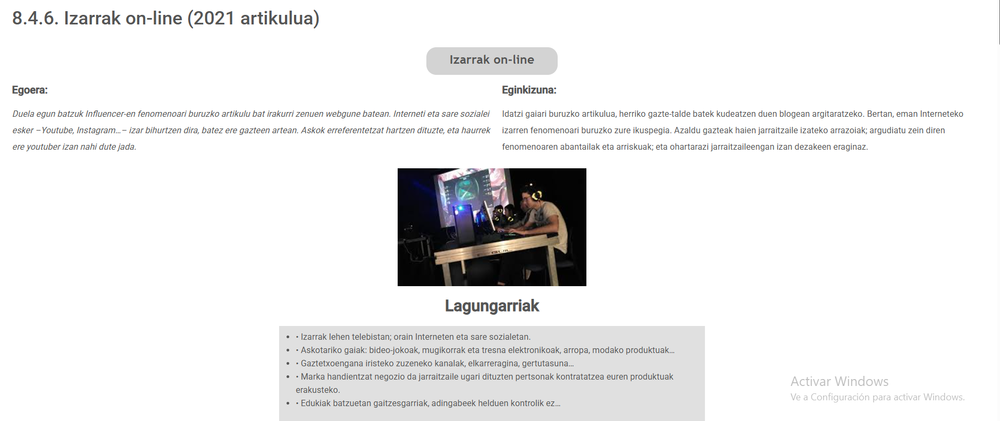 8.4.6. Izarrak on-line (2021 artikulua)
Izarrak on-line
Egoera:
Duela egun batzuk Influencer-en fenomenoari buruzko artikulu bat irakurri zenuen webgune batean. Interneti eta sare sozialei
esker –Youtube, Instagram...– izar bihurtzen dira, batez ere gazteen artean. Askok erreferentetzat hartzen dituzte, eta haurrek
ere youtuber izan nahi dute jada.
Eginkizuna:
Idatzi gaiari buruzko artikulua, herriko gazte-talde batek kudeatzen duen blogean argitaratzeko. Bertan, eman Interneteko
izarren fenomenoari buruzko zure ikuspegia. Azaldu gazteak haien jarraitzaile izateko arrazoiak; argudiatu zein diren
fenomenoaren abantailak eta arriskuak; eta ohartarazi jarraitzaileengan izan dezakeen eraginaz.
GUIL
Lagungarriak
• • Izarrak lehen telebistan; orain Interneten eta sare sozialetan.
• • Askotariko gaiak: bideo-jokoak, mugikorrak eta tresna elektronikoak, arropa, modako produktuak...
• • Gaztetxoengana iristeko zuzeneko kanalak, elkarreragina, gertutasuna...
• • Marka handientzat negozio da jarraitzaile ugari dituzten pertsonak kontratatzea euren produktuak
erakusteko.
• • Edukiak batzuetan gaitzesgarriak, adingabeek helduen kontrolik ez...
Activar Windows
Ve a Configuración para activar Windows.